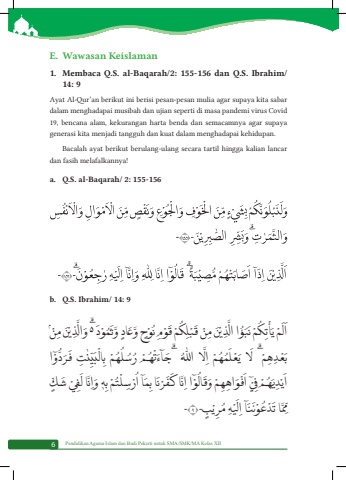 E. Wawasan Keislaman
1. Membaca Q.S. al-Baqarah/2: 155-156 dan Q.S. Ibrahim/
14: 9
Ayat Al-Qur'an berikut ini berisi pesan-pesan mulia agar supaya kita sabar
dalam menghadapai musibah dan ujian seperti di masa pandemi virus Covid
19, bencana alam, kekurangan harta benda dan semacamnya agar supaya
generasi kita menjadi tangguh dan kuat dalam menghadapai kehidupan.
Bacalah ayat berikut berulang-ulang secara tartil hingga kalian lancar
dan fasih melafalkannya!
a. Q.S. al-Baqarah/ 2: 155-156
وَلَنَبْلُوَنَّكُمْ بِشَيْءٍ مِّنَ الْخَوْفِ وَالْجُوْعِ وَنَقْصٍ مِّنَ الْاَمْوَالِ وَالْاَنْفُسِ
وَالثَّمَرٰتِۗ وَبَشِّرِ الصّٰبِرِيْنَ -١٥٥-
الَّذِيْنَ اِذَآ اَصَابَتْهُمْ مُّصِيْبَةٌۗ قَالُوْٓا اِنَّا لِلّٰهِ وَاِنَّآ اِلَيْهِ رٰجِعُوْنَۗ -١٥٦-
b. Q.S. Ibrahim/ 14: 9
اَلَمْ يَأْتِكُمْ نَبَؤُا الَّذِيْنَ مِنْ قَبْلِكُمْ قَوْمِ نُوْحٍ وَّعَادٍ وَّثَمُوْدَ ەۗ وَالَّذِيْنَ مِنْۢ
بَعْدِهِمْۗ لَا يَعْلَمُهُمْ اِلَّا اللّٰهُۗ جَاۤءَتْهُمْ رُسُلُهُمْ بِالْبَيِّنٰتِ فَرَدُّوْٓا
اَيْدِيَهُمْ فِيْٓ اَفْوَاهِهِمْ وَقَالُوْٓا اِنَّا كَفَرْنَا بِمَآ اُرْسِلْتُمْ بِهٖ وَاِنَّا لَفِيْ شَكٍّ
مِّمَّا تَدْعُوْنَنَآ اِلَيْهِ مُرِيْبٍ -٩-
6 Pendidikan Agama Islam dan Budi Pekerti untuk SMA/SMK/MA Kelas XII